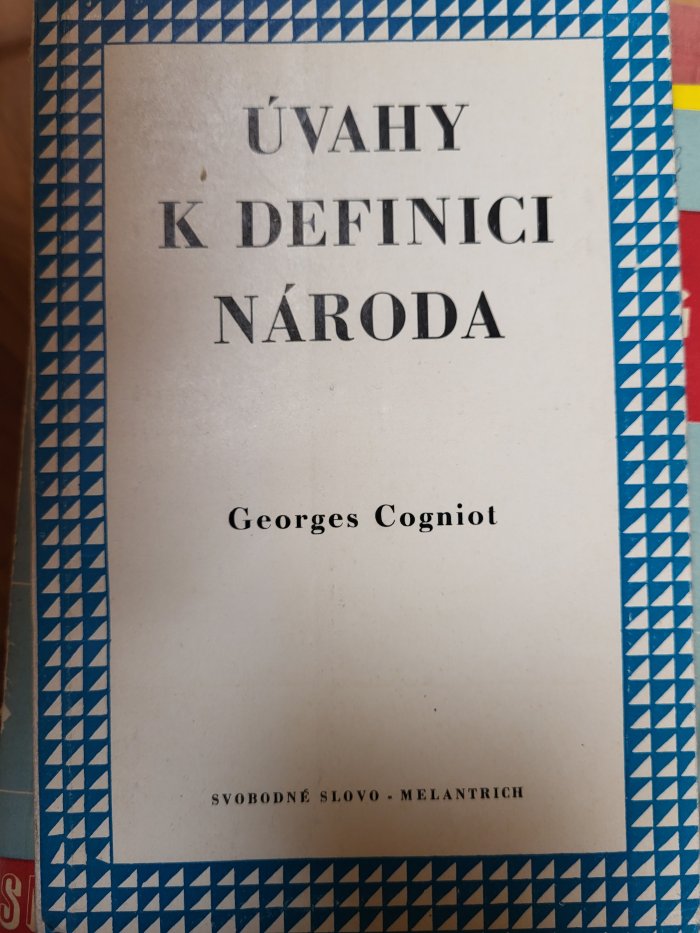 ÚVAHY
K DEFINICI
NÁRODA
Georges Cogniot
SVOBODNÉ SLOVO - MELANTRICH